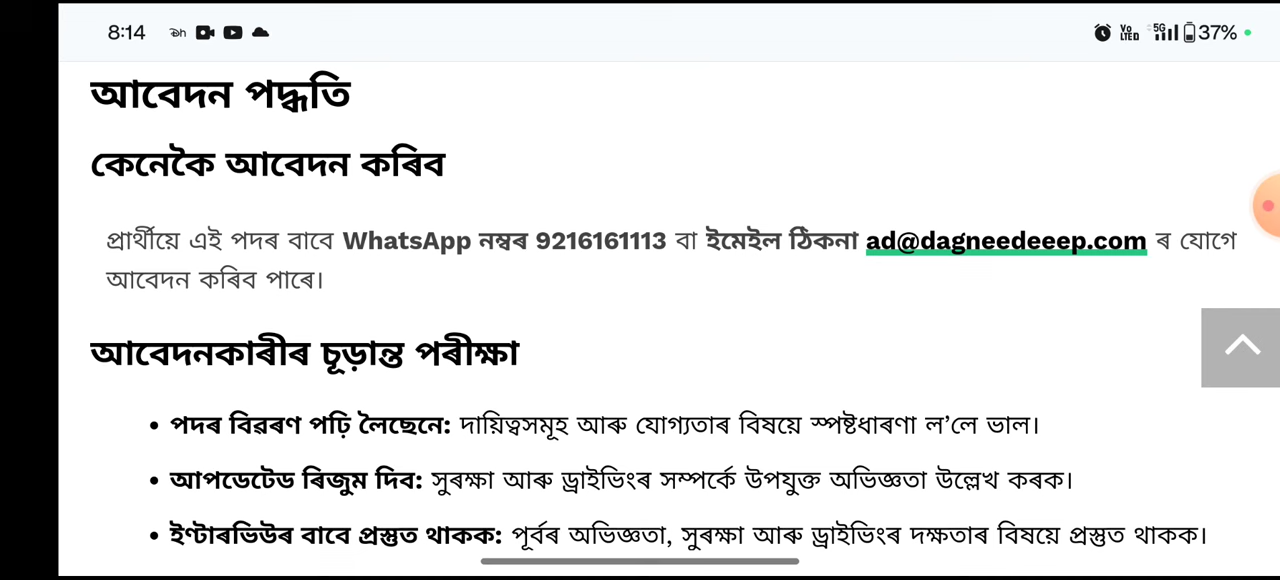 8:14
Vo LTED 5G 37%
আবেদন পদ্ধতি
কেনেকৈ আবেদন কৰিব
প্ৰাৰ্থীয়ে এই পদৰ বাবে WhatsApp নম্বৰ 9216161113 বা ইমেইল ঠিকনা ad@dagneedeeep.com ৰ যোগে
আবেদন কৰিব পাৰে।
আবেদনকাৰীৰ চূড়ান্ত পৰীক্ষা
• পদৰ বিৱৰণ পঢ়ি লৈছেনে: দায়িত্বসমূহ আৰু যোগ্যতাৰ বিষয়ে স্পষ্টধাৰণা ল’লে ভাল।
• আপডেটেড ৰিজুম দিব: সুৰক্ষা আৰু ড্ৰাইভিংৰ সম্পৰ্কে উপযুক্ত অভিজ্ঞতা উল্লেখ কৰক।
• ইণ্টাৰভিউৰ বাবে প্ৰস্তুত থাকক: পূৰ্বৰ অভিজ্ঞতা, সুৰক্ষা আৰু ড্ৰাইভিংৰ দক্ষতাৰ বিষয়ে প্ৰস্তুত থাকক।